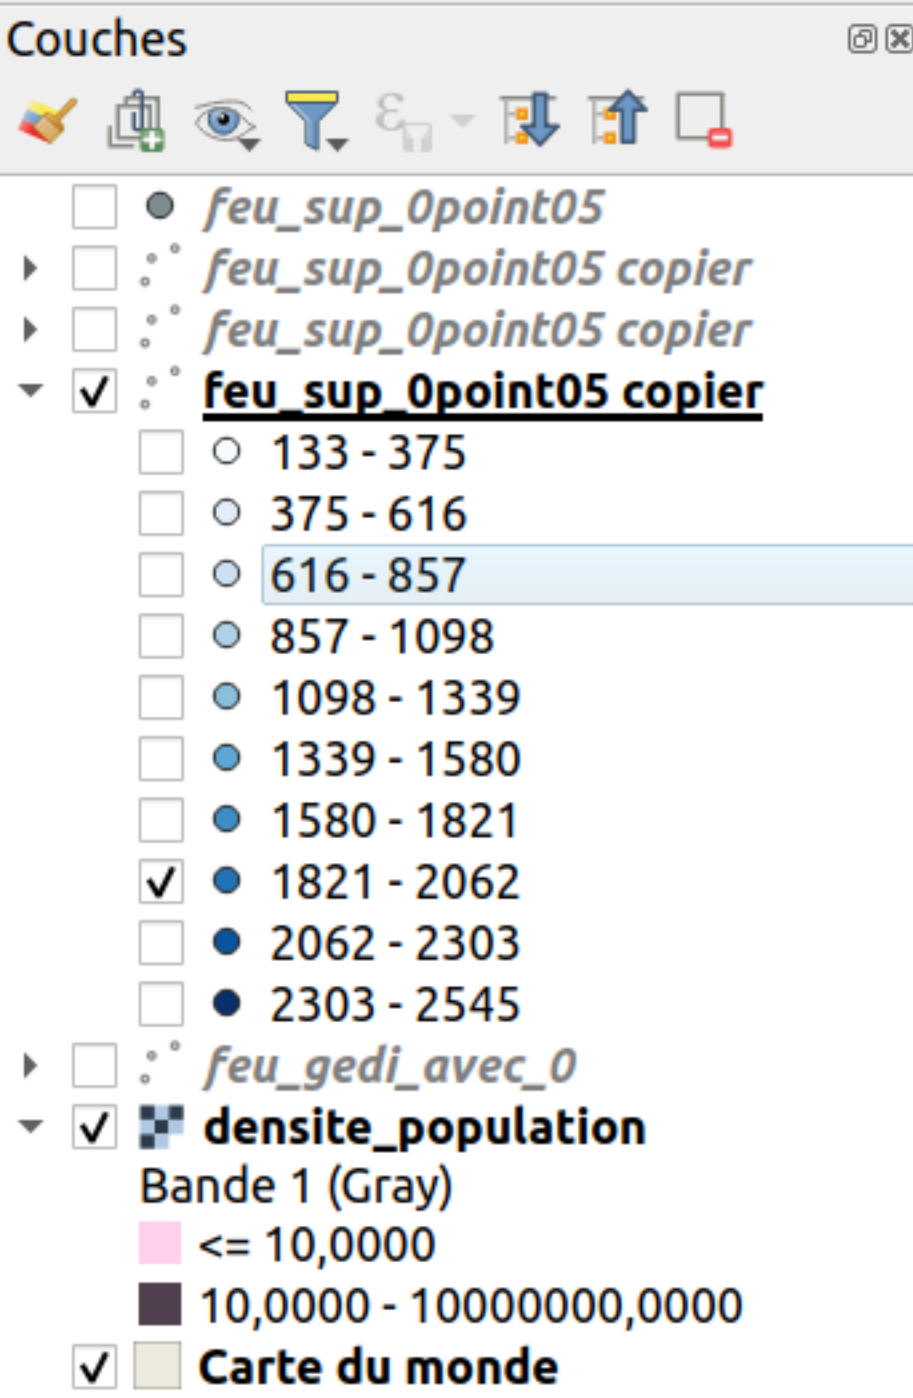 Couches
feu_sup_0point05
feu_sup_0point05 copier
feu_sup_0point05 copier
feu_sup_0point05 copier
133 - 375
375 - 616
616 - 857
857 - 1098
1098 - 1339
1339 - 1580
1580 - 1821
1821 - 2062
2062 - 2303
2303 - 2545
feu_gedi_avec_0
densite_population
Bande 1 (Gray)
<= 10,0000
10,0000 - 10000000,0000
Carte du monde